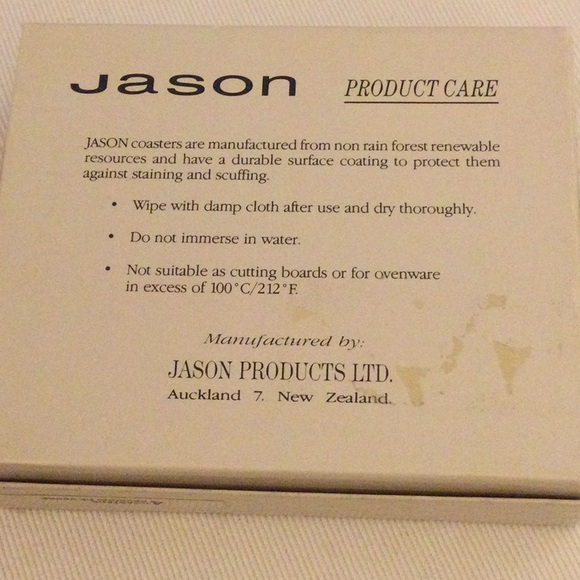 Jason PRODUCT CARE
JASON coasters are manufactured from non rain forest renewable
resources and have a durable surface coating to protect them
against staining and scuffing.
• Wipe with damp cloth after use and dry thoroughly.
• Do not immerse in water.
• Not suitable as cutting boards or for ovenware
in excess of 100°C/212°F.
Manufactured by:
JASON PRODUCTS LTD.
Auckland 7. New Zealand.